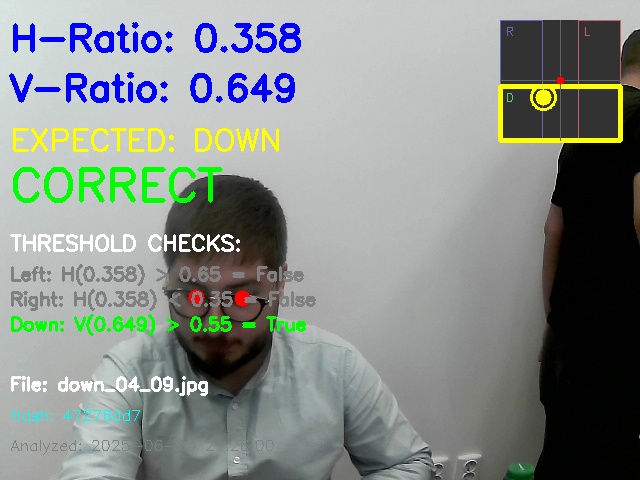 H-Ratio: 0.358
V-Ratio: 0.649
R
L
D
EXPECTED: DOWN
CORRECT
THRESHOLD CHECKS:
Left: H(0.358) > 0.65 = False
Right: H(0.358) < 0.35 = False
Down: V(0.649) > 0.55 = True
File: down_04_09.jpg
Hash:
Analyzed: